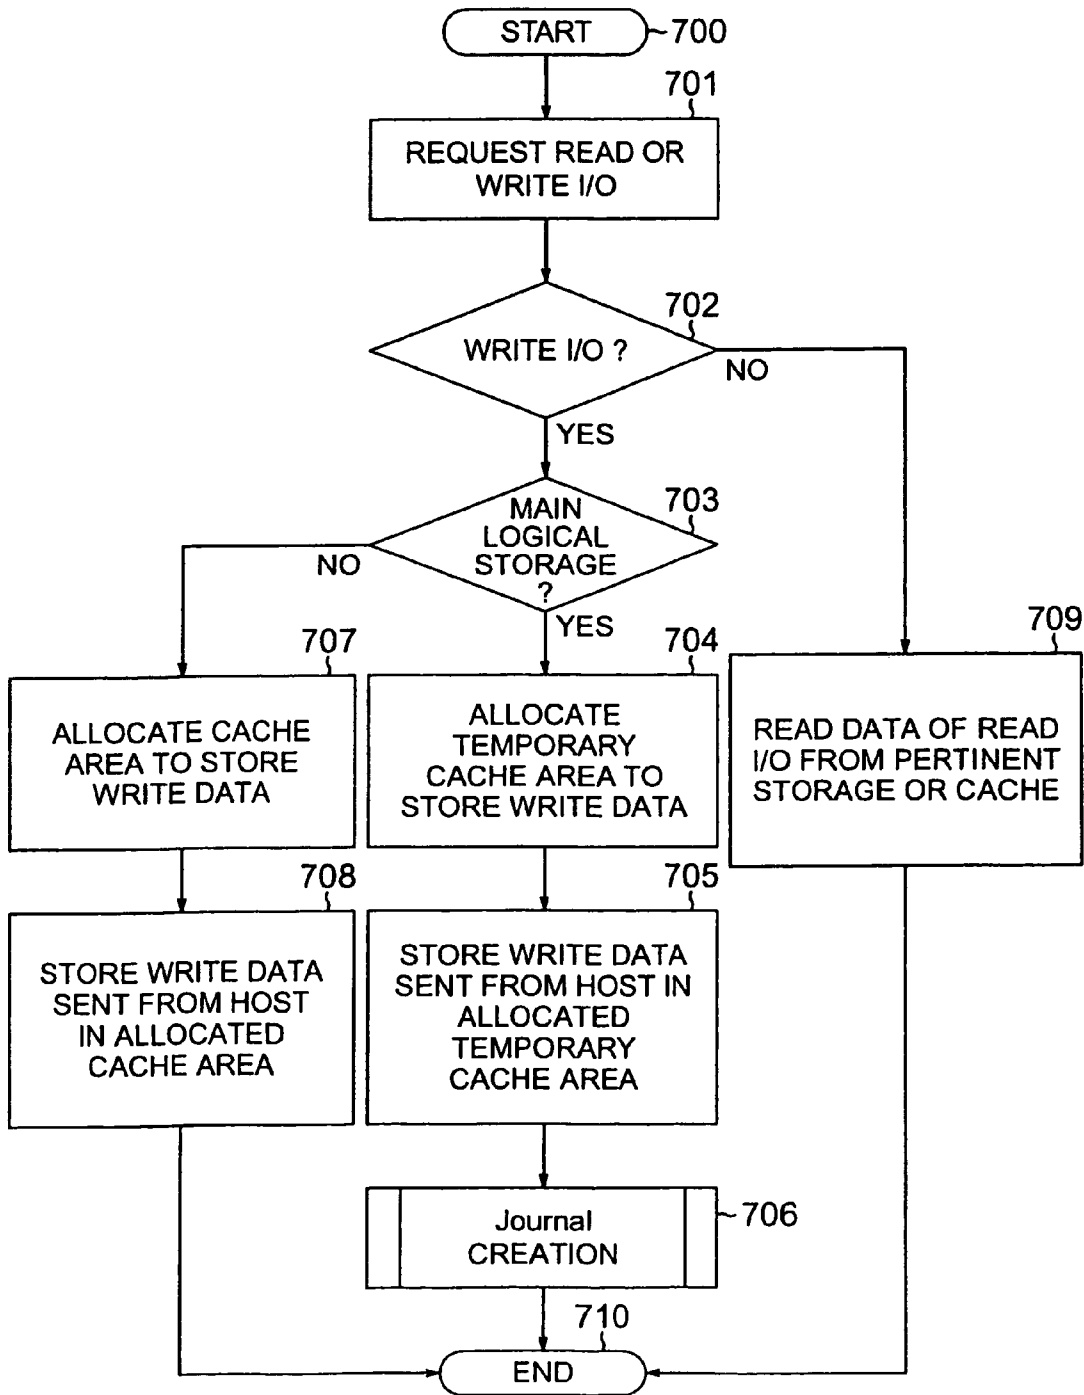 START
700
701
REQUEST READ OR
WRITE I/O
702
WRITE I/O ?
NO
YES
703
MAIN
LOGICAL
STORAGE
?
NO
YES
707
ALLOCATE CACHE
AREA TO STORE
WRITE DATA
704
ALLOCATE
TEMPORARY
CACHE AREA TO
STORE WRITE DATA
709
READ DATA OF READ
I/O FROM PERTINENT
STORAGE OR CACHE
708
STORE WRITE DATA
SENT FROM HOST
IN ALLOCATED
CACHE AREA
705
STORE WRITE DATA
SENT FROM HOST IN
ALLOCATED
TEMPORARY
CACHE AREA
Journal
CREATION
706
710
END